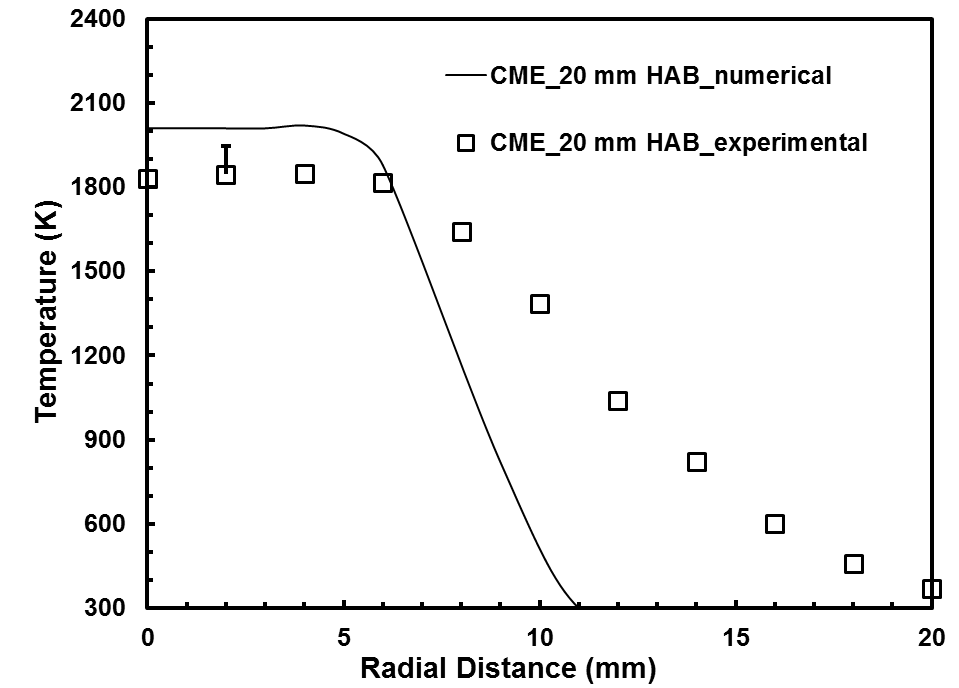 2400
2100
1800
1500
1200
900
600
300
Temperature (K)
CME_20 mm HAB_numerical
CME_20 mm HAB_experimental
0 5 10 15 20
Radial Distance (mm)